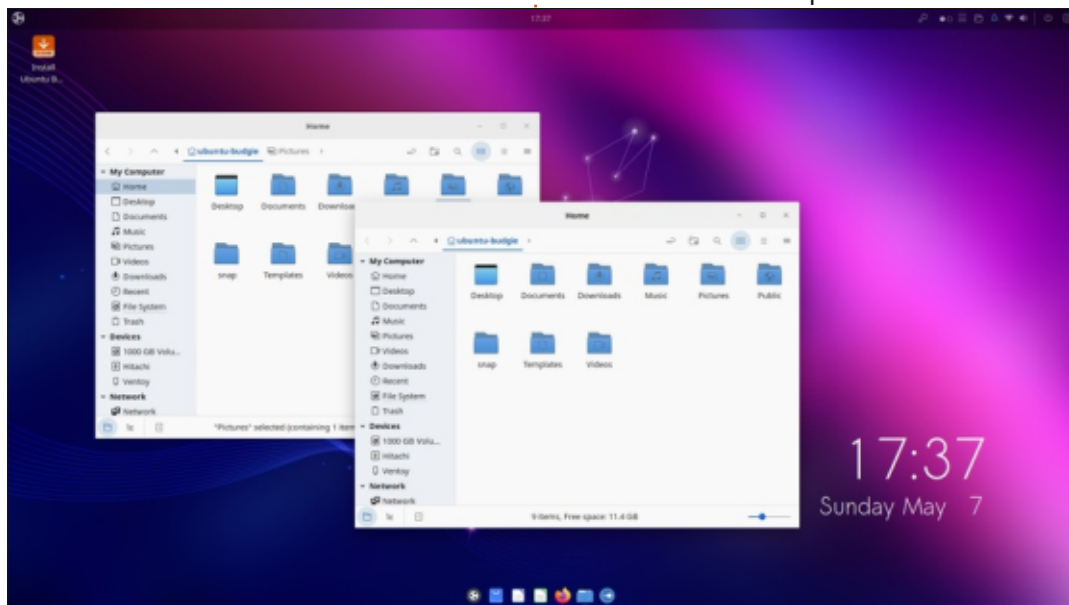 17:37
Install
Ubuntu B...
Home
ubuntu-budgie Pictures
My Computer
Home
Desktop
Documents
Music
Pictures
Videos
Downloads
Recent
File System
Trash
Devices
1000 GB Volu...
Hitachi
Ventoy
Network
Network
Desktop Documents
snap Templates Videos
"Pictures" selected (containing 1 item
Home
ubuntu-budgie
My Computer
Home
Desktop
Documents
Music
Pictures
Videos
Downloads
Recent
File System
Trash
Devices
1000 GB Volu...
Hitachi
Ventoy
Network
Network
Desktop Documents Downloads Music Pictures Public
snap Templates Videos
9 items, Free space: 11.4 GB
17:37
Sunday May 7